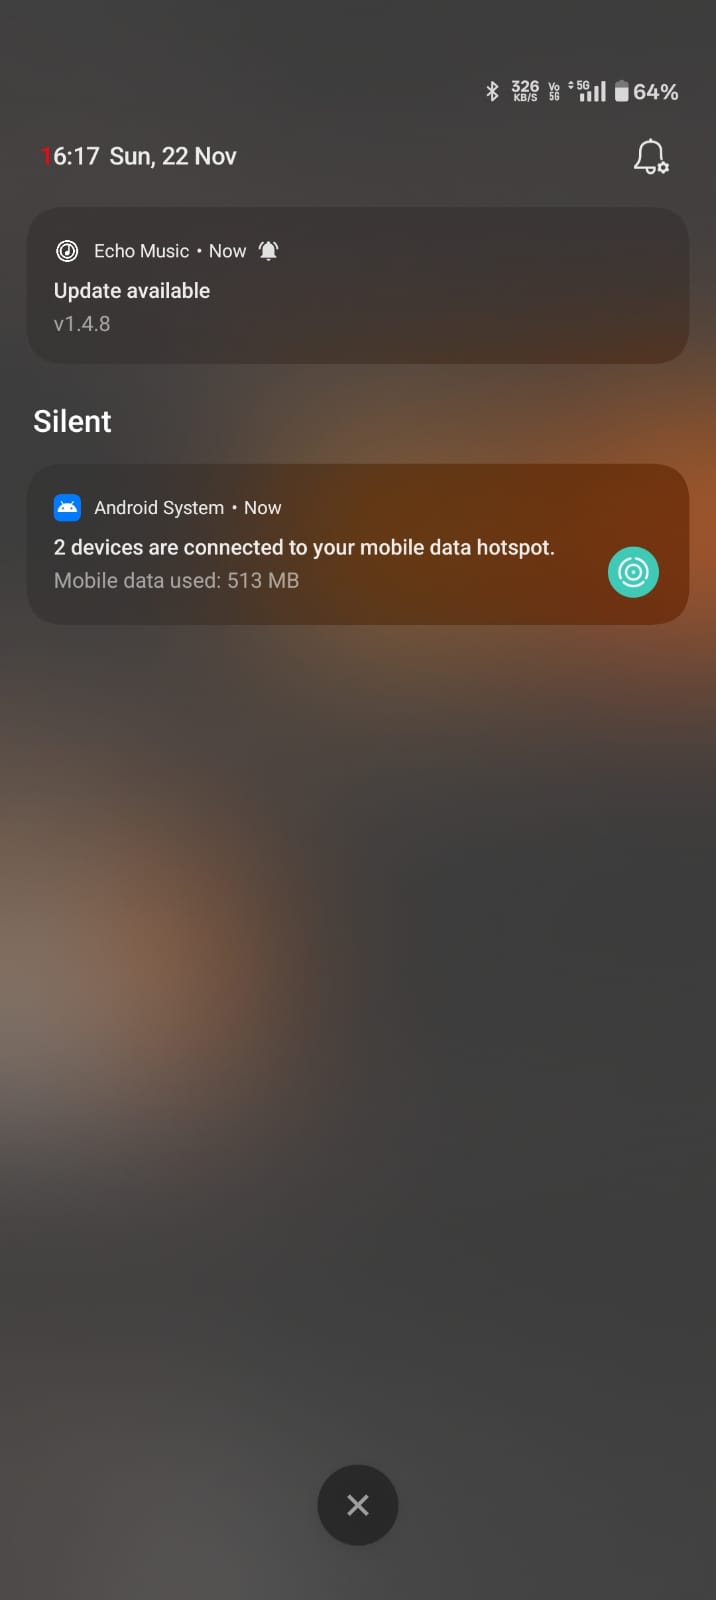 326 KB/S Vo 5G 5G 64%
16:17 Sun, 22 Nov
Echo Music • Now
Update available
v1.4.8
Silent
Android System • Now
2 devices are connected to your mobile data hotspot.
Mobile data used: 513 MB